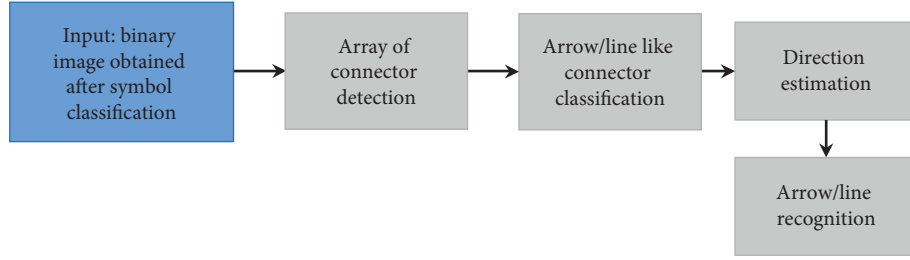 Input: binary
image obtained
after symbol
classification
Array of
connector
detection
Arrow/line like
connector
classification
Direction
estimation
Arrow/line
recognition